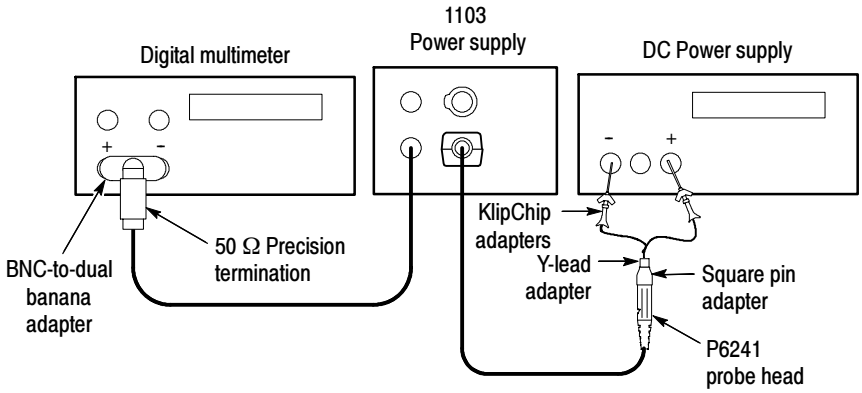 1103
Power supply
Digital multimeter
DC Power supply
+ -
- +
KlipChip
adapters
50 Ω Precision
termination
BNC-to-dual
banana
adapter
Y-lead
adapter
Square pin
adapter
P6241
probe head